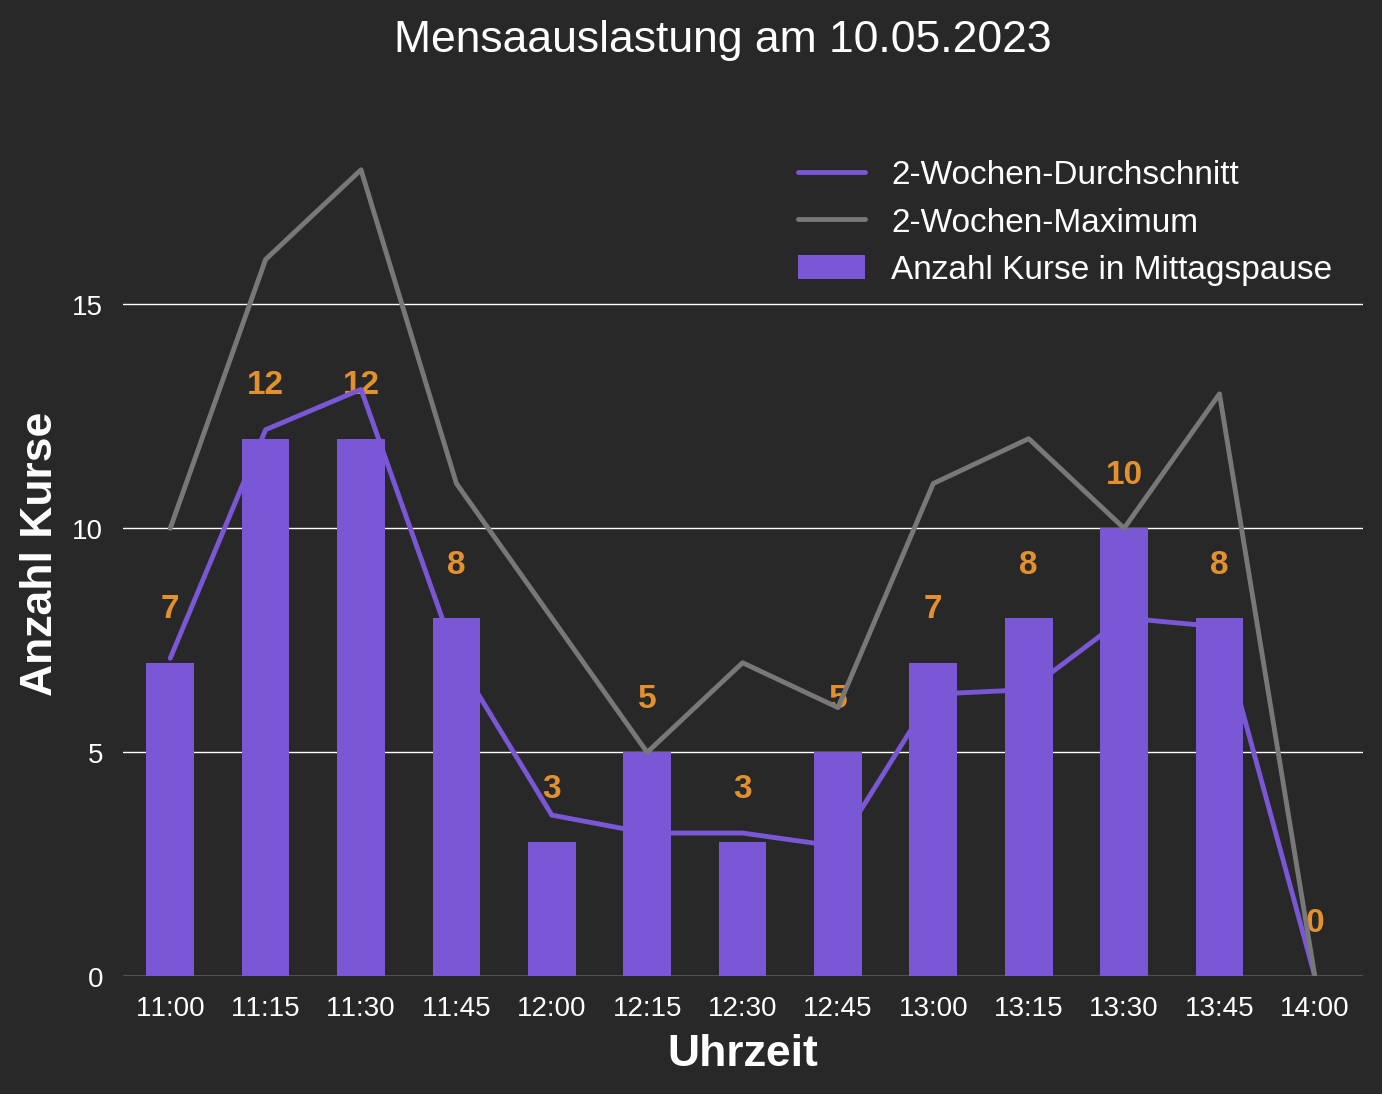 Mensaauslastung am 10.05.2023
2-Wochen-Durchschnitt
2-Wochen-Maximum
Anzahl Kurse in Mittagspause
Anzahl Kurse
15
10
5
0
7
12
12
8
3
5
3
5
7
8
10
8
0
11:00 11:15 11:30 11:45 12:00 12:15 12:30 12:45 13:00 13:15 13:30 13:45 14:00
Uhrzeit